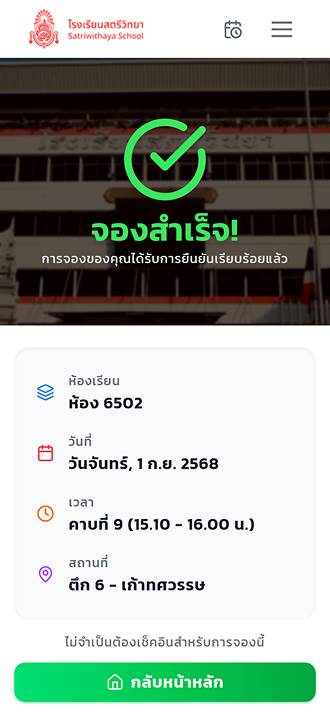 โรงเรียนสตรีวิทยา
Satriwithaya School
จองสำเร็จ!
การจองของคุณได้รับการยืนยันเรียบร้อยแล้ว
ห้องเรียน
ห้อง 6502
วันที่
วันจันทร์, 1 ก.ย. 2568
เวลา
คาบที่ 9 (15.10 - 16.00 น.)
สถานที่
ตึก 6 - เก้าทศวรรษ
ไม่จำเป็นต้องเช็คอินสำหรับการจองนี้
กลับหน้าหลัก